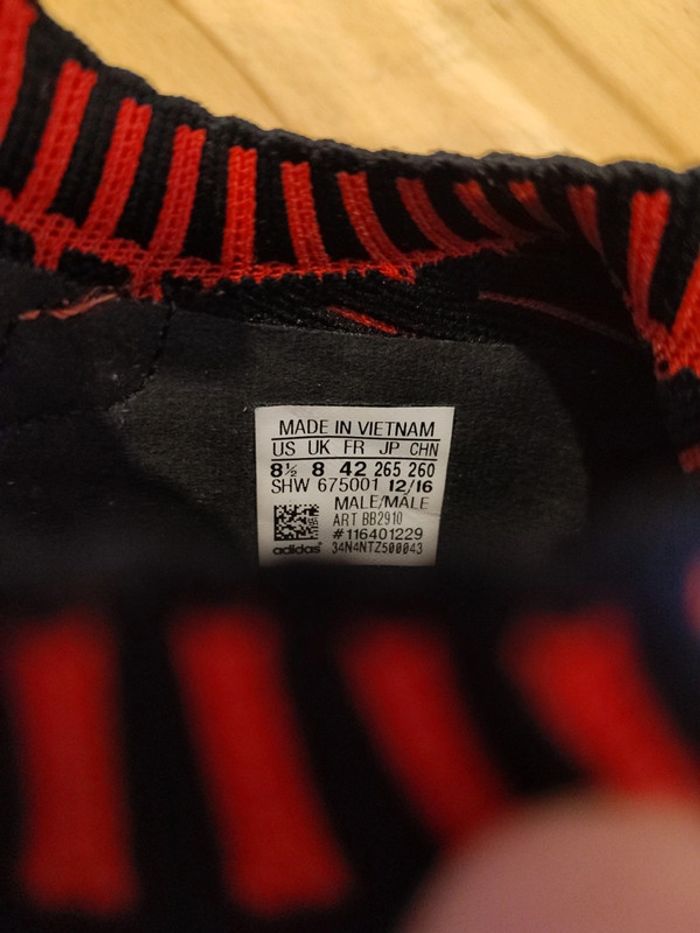 MADE IN VIETNAM
US UK FR JP CHN
8½ 8 42 265 260
SHW 675001 12/16
MALE/MÂLE
ART BB2910
#116401229
adidas® 34N4NTZ500043